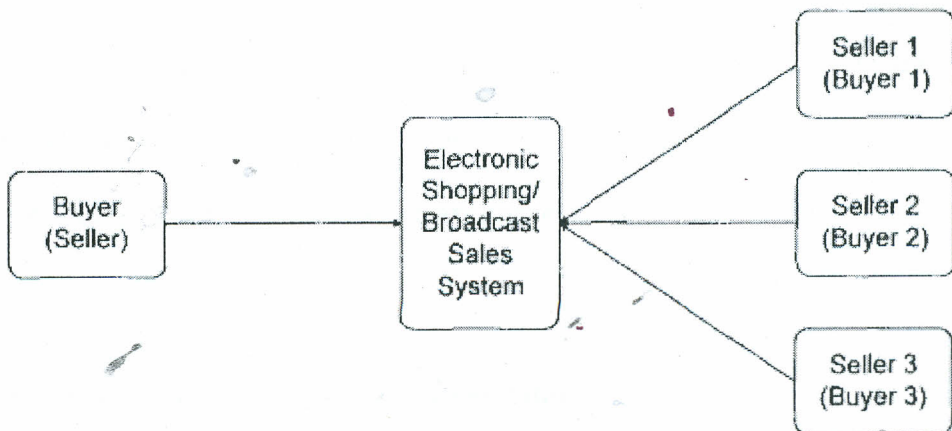 Buyer
(Seller)
Electronic
Shopping/
Broadcast
Sales
System
Seller 1
(Buyer 1)
Seller 2
(Buyer 2)
Seller 3
(Buyer 3)